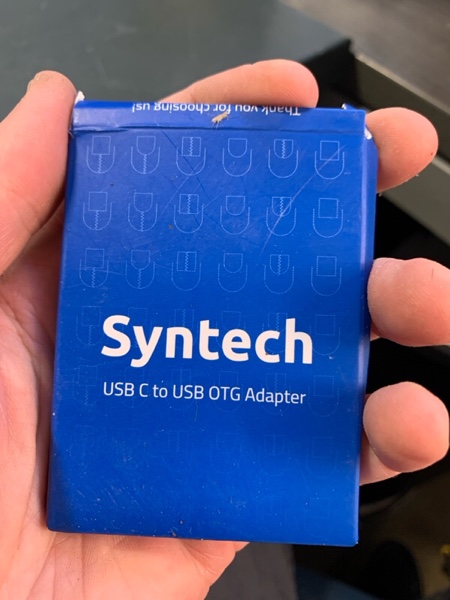 Thank you for choosing us!
Syntech
USB C to USB OTG Adapter